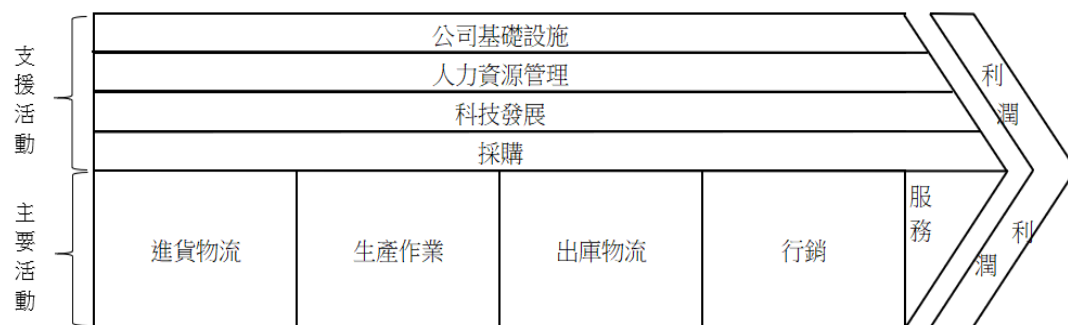 支援活動
公司基礎設施
人力資源管理
科技發展
採購
利潤
主要活動
進貨物流
生產作業
出庫物流
行銷
服務
利潤